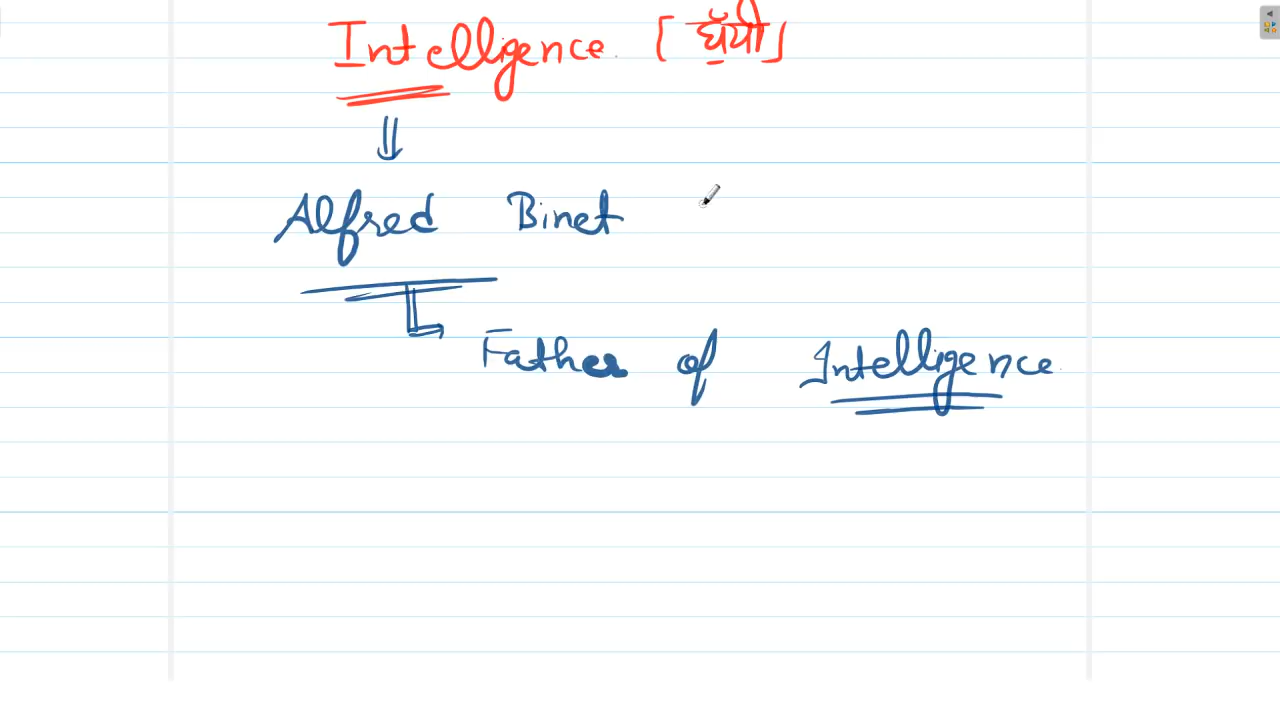 Intelligence.
Alfred Binet
Father of Intelligence